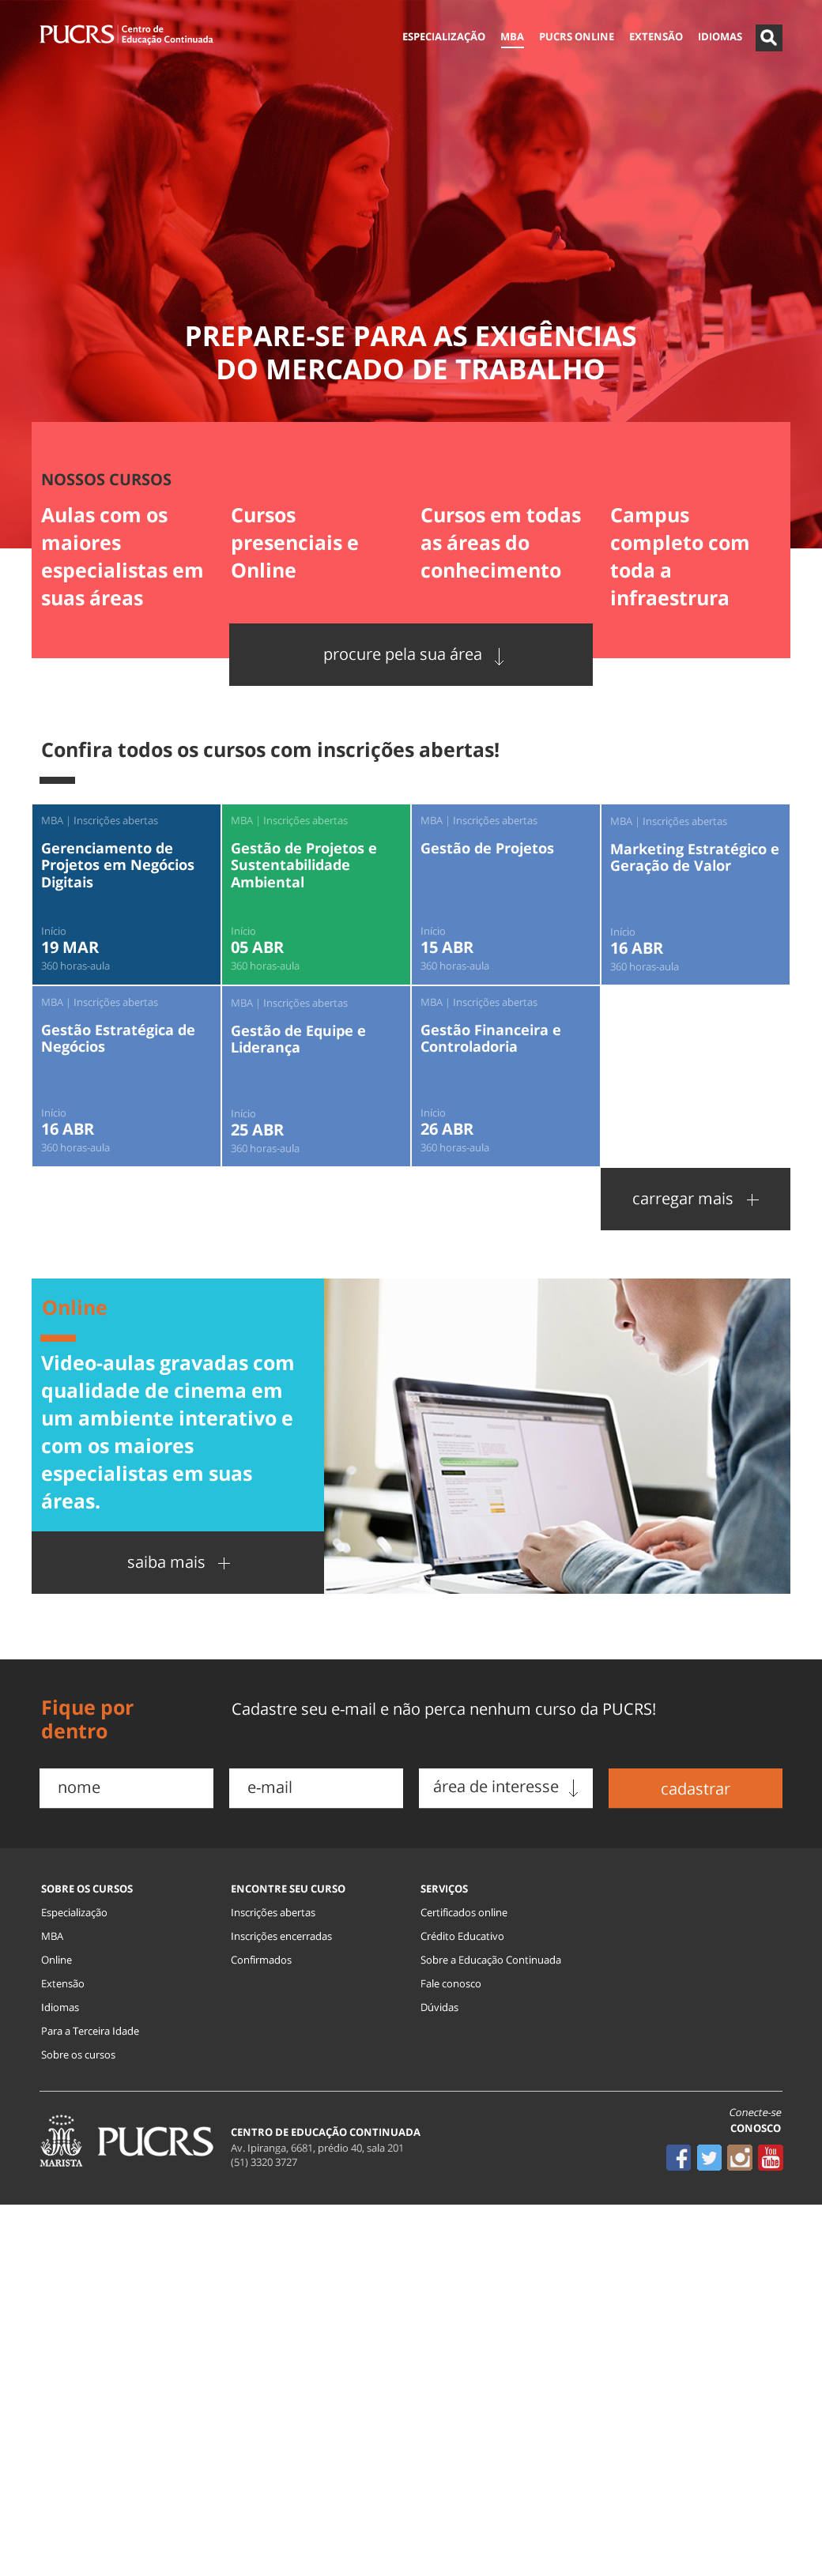 PUCRS
Centro de
Educação Continuada
ESPECIALIZAÇÃO MBA PUCRS ONLINE EXTENSÃO IDIOMAS
PREPARE-SE PARA AS EXIGÊNCIAS
DO MERCADO DE TRABALHO
NOSSOS CURSOS
Aulas com os
maiores
especialistas em
suas áreas
Cursos
presenciais e
Online
Cursos em todas
as áreas do
conhecimento
Campus
completo com
toda a
infraestrura
procure pela sua área
Confira todos os cursos com inscrições abertas!
MBA | Inscrições abertas
Gerenciamento de
Projetos em Negócios
Digitais
Início
19 MAR
360 horas-aula
MBA | Inscrições abertas
Gestão de Projetos e
Sustentabilidade
Ambiental
Início
05 ABR
360 horas-aula
MBA | Inscrições abertas
Gestão de Projetos
Início
15 ABR
360 horas-aula
MBA | Inscrições abertas
Marketing Estratégico e
Geração de Valor
Início
16 ABR
360 horas-aula
MBA | Inscrições abertas
Gestão Estratégica de
Negócios
Início
16 ABR
360 horas-aula
MBA | Inscrições abertas
Gestão de Equipe e
Liderança
Início
25 ABR
360 horas-aula
MBA | Inscrições abertas
Gestão Financeira e
Controladoria
Início
26 ABR
360 horas-aula
carregar mais
Online
Video-aulas gravadas com
qualidade de cinema em
um ambiente interativo e
com os maiores
especialistas em suas
áreas.
saiba mais
Fique por
dentro
Cadastre seu e-mail e não perca nenhum curso da PUCRS!
nome
e-mail
área de interesse
cadastrar
SOBRE OS CURSOS
Especialização
MBA
Online
Extensão
Idiomas
Para a Terceira Idade
Sobre os cursos
ENCONTRE SEU CURSO
Inscrições abertas
Inscrições encerradas
Confirmados
SERVIÇOS
Certificados online
Crédito Educativo
Sobre a Educação Continuada
Fale conosco
Dúvidas
MARISTA
PUCRS
CENTRO DE EDUCAÇÃO CONTINUADA
Av. Ipiranga, 6681, prédio 40, sala 201
(51) 3320 3727
Conecte-se
CONOSCO
You
Tube